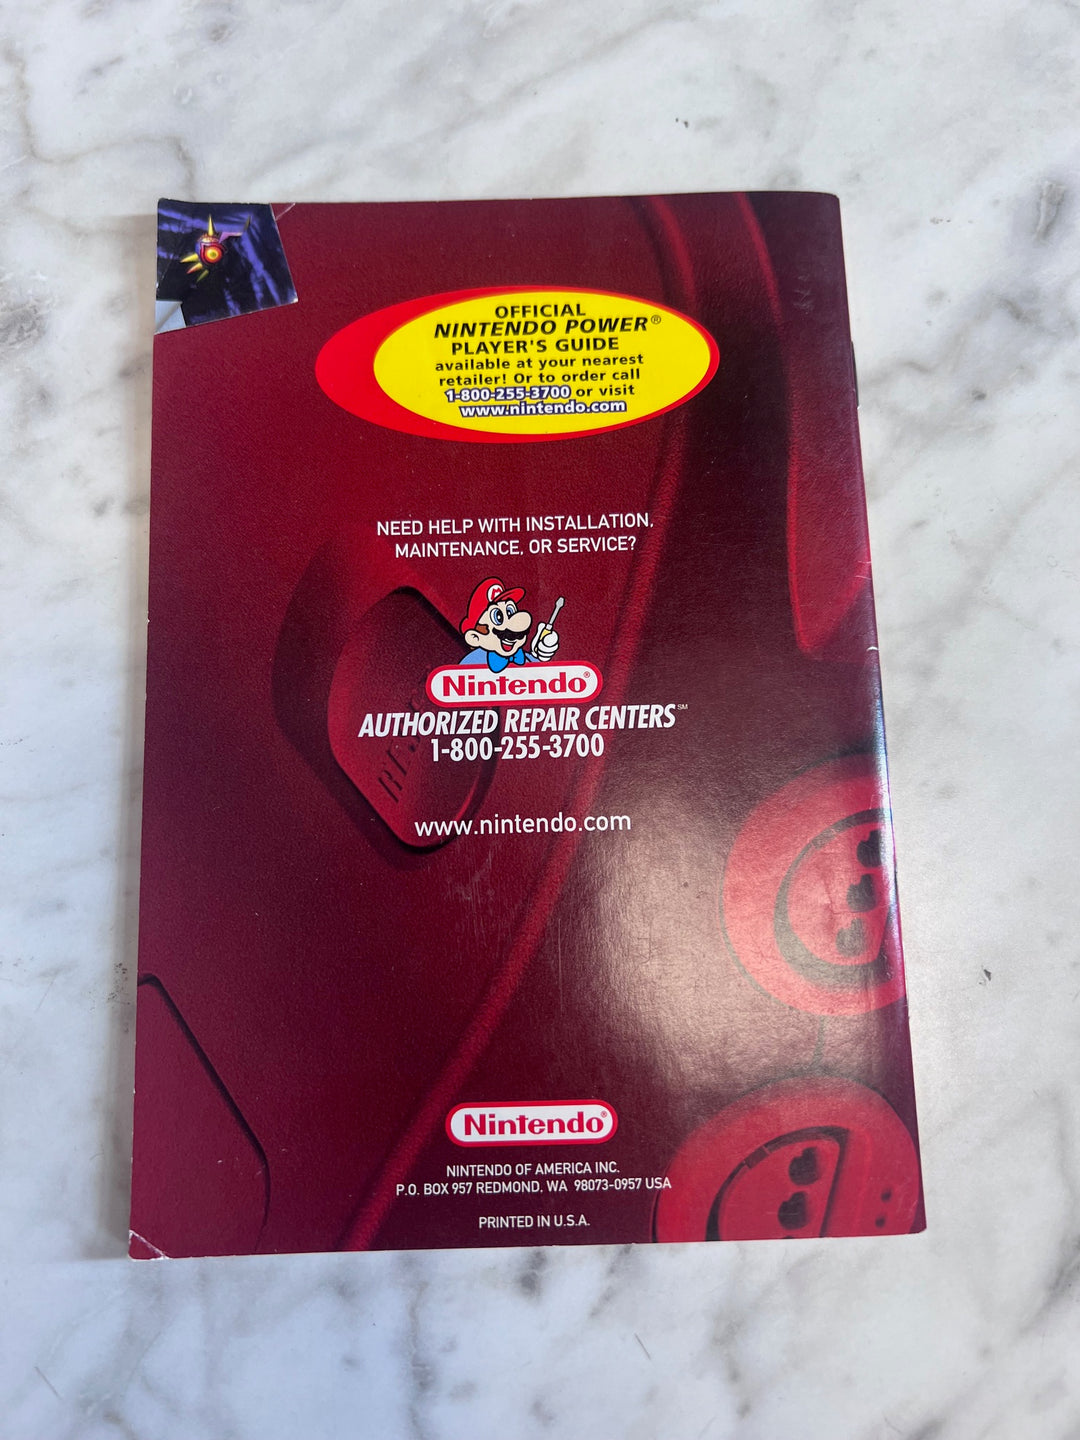 OFFICIAL
NINTENDO POWER®
PLAYER'S GUIDE
available at your nearest
retailer! Or to order call
1-800-255-3700 or visit
www.nintendo.com
NEED HELP WITH INSTALLATION,
MAINTENANCE, OR SERVICE?
M
Nintendo®
AUTHORIZED REPAIR CENTERS℠
1-800-255-3700
www.nintendo.com
Nintendo®
NINTENDO OF AMERICA INC.
P.O. BOX 957 REDMOND, WA 98073-0957 USA
PRINTED IN U.S.A.